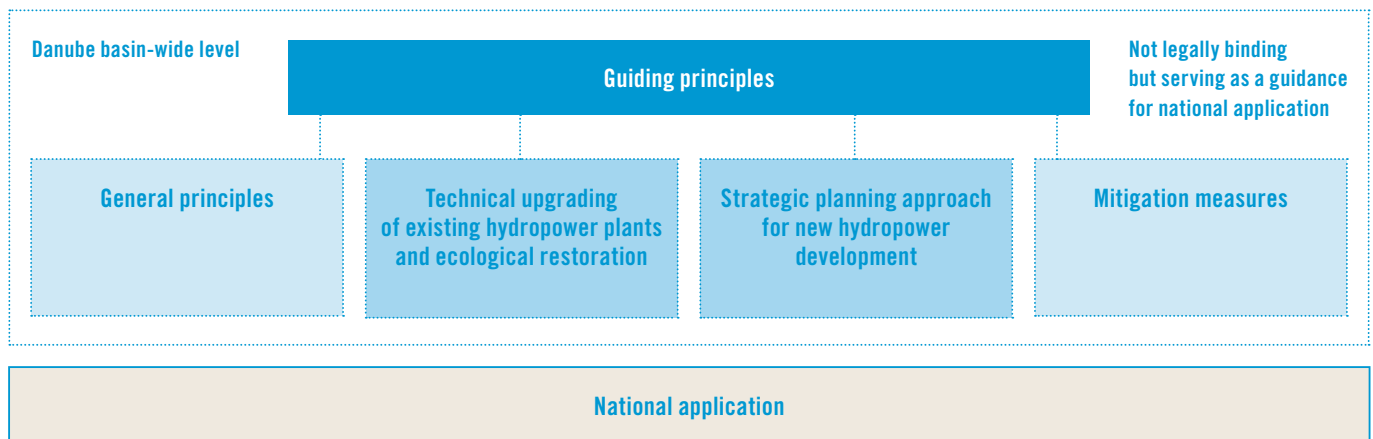 Danube basin-wide level
Guiding principles
Not legally binding
but serving as a guidance
for national application
General principles
Technical upgrading
of existing hydropower plants
and ecological restoration
Strategic planning approach
for new hydropower
development
Mitigation measures
National application